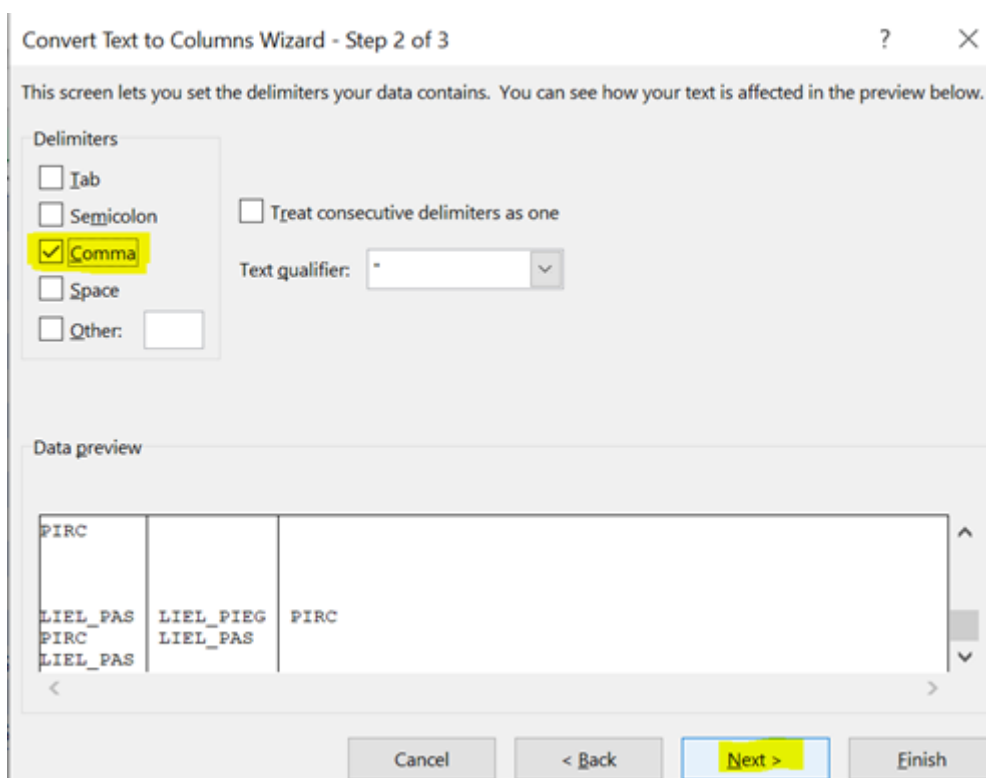 Convert Text to Columns Wizard - Step 2 of 3 ?
This screen lets you set the delimiters your data contains. You can see how your text is affected in the preview below.
Delimiters
Tab
Semicolon
Comma
Space
Other:
Treat consecutive delimiters as one
Text qualifier: "
Data preview
PIRC
LIEL_PAS LIEL_PIEG PIRC
PIRC LIEL_PAS
LIEL_PAS
Cancel < Back Next > Finish